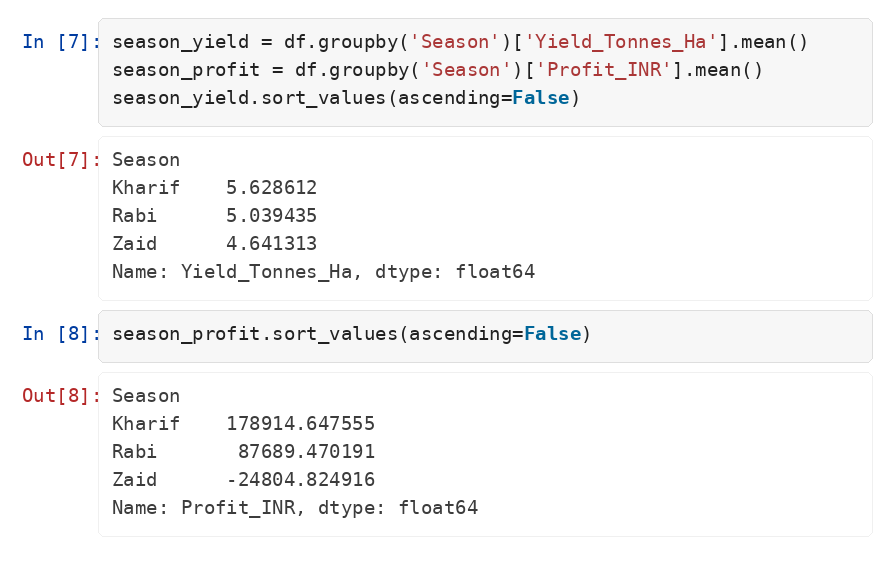 In [7]: season_yield = df.groupby('Season')['Yield_Tonnes_Ha'].mean()
season_profit = df.groupby('Season')['Profit_INR'].mean()
season_yield.sort_values(ascending=False)
Out[7]: Season
Kharif    5.628612
Rabi      5.039435
Zaid      4.641313
Name: Yield_Tonnes_Ha, dtype: float64
In [8]: season_profit.sort_values(ascending=False)
Out[8]: Season
Kharif    178914.647555
Rabi       87689.470191
Zaid      -24804.824916
Name: Profit_INR, dtype: float64